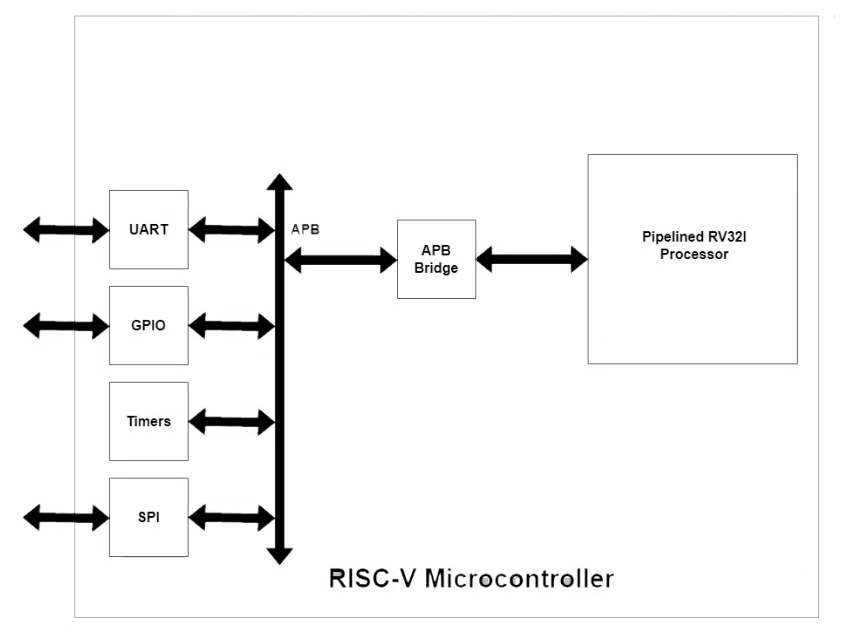 UART
APB
GPIO
Timers
SPI
APB
Bridge
Pipelined RV32I
Processor
RISC-V Microcontroller